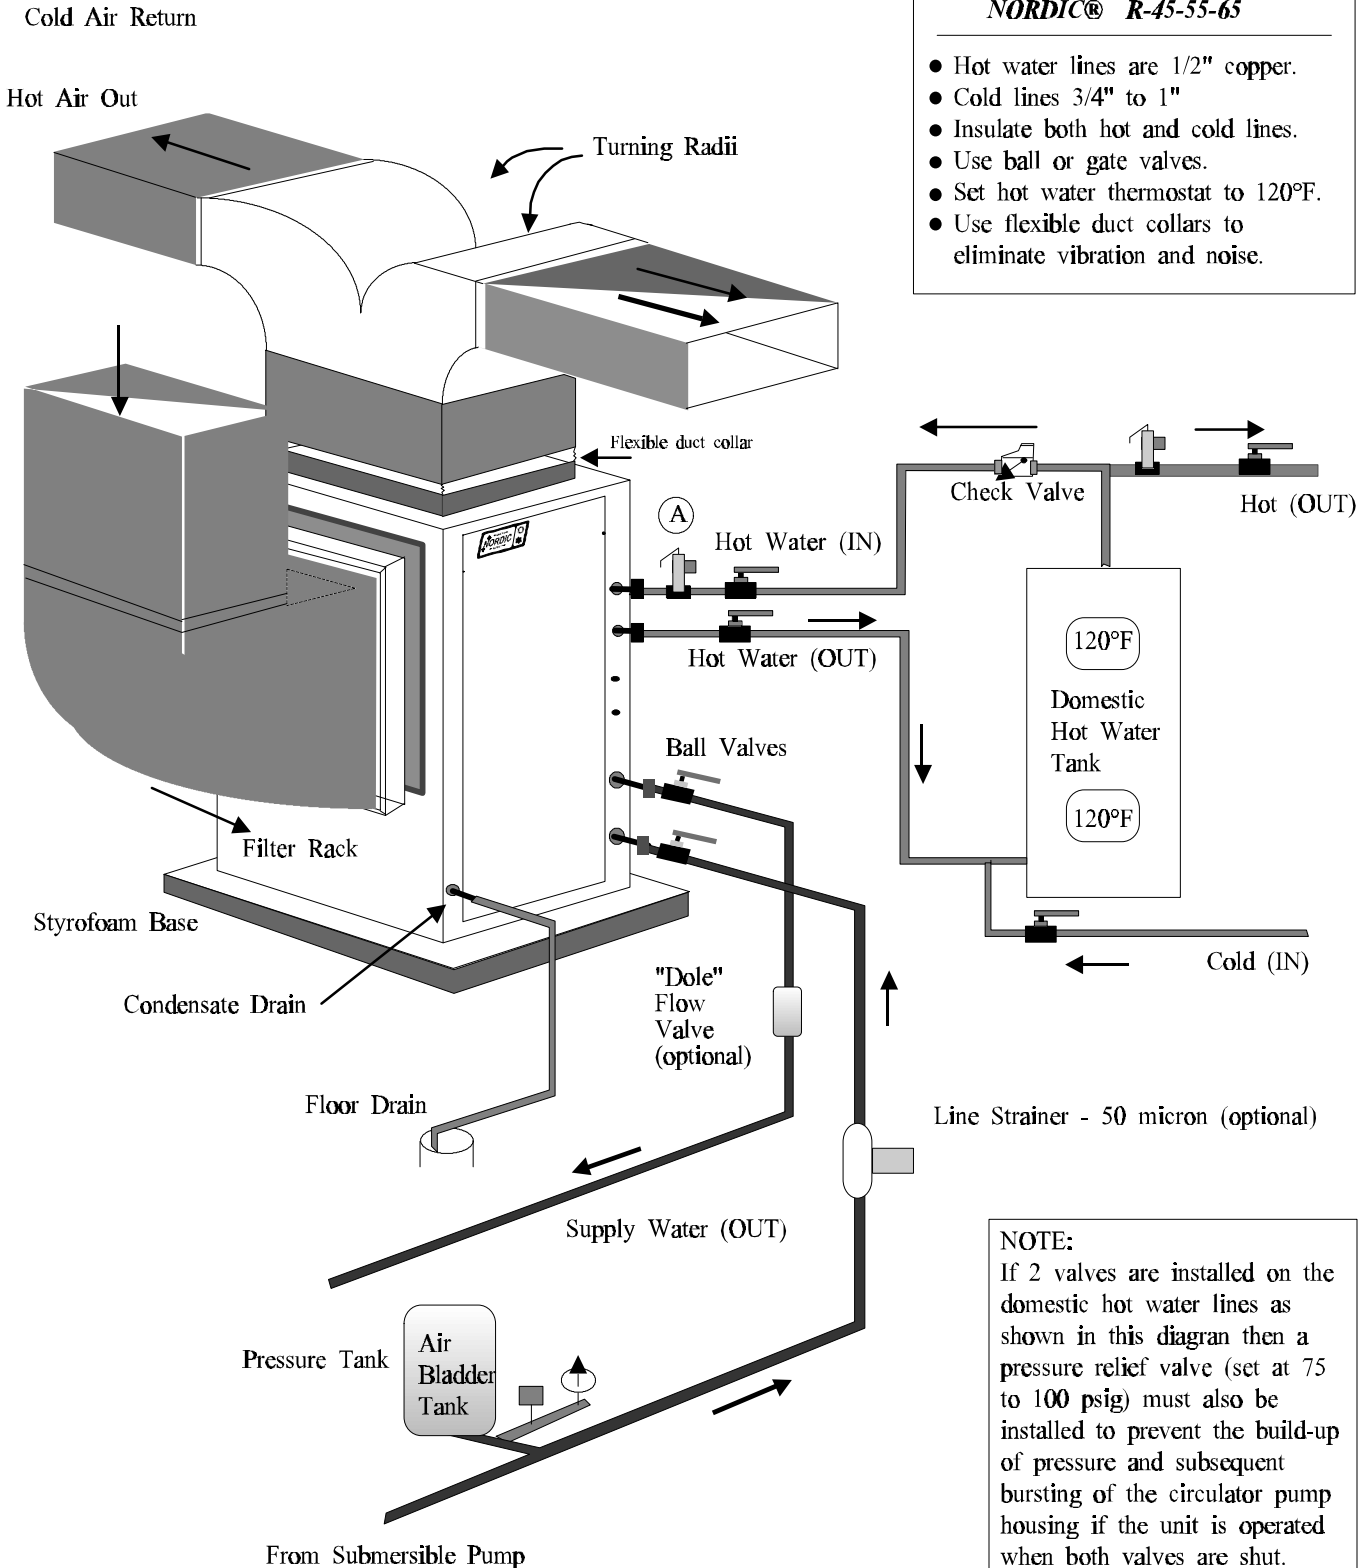 Cold Air Return
NORDIC® R-45-55-65
● Hot water lines are 1/2" copper.
● Cold lines 3/4" to 1"
● Insulate both hot and cold lines.
● Use ball or gate valves.
● Set hot water thermostat to 120°F.
● Use flexible duct collars to
eliminate vibration and noise.
Hot Air Out
Turning Radii
Flexible duct collar
Check Valve
Hot (OUT)
A
Hot Water (IN)
NORDIC
Hot Water (OUT)
120°F
Domestic
Hot Water
Tank
120°F
Ball Valves
Filter Rack
Styrofoam Base
Cold (IN)
Condensate Drain
"Dole"
Flow
Valve
(optional)
Floor Drain
Line Strainer - 50 micron (optional)
Supply Water (OUT)
Pressure Tank
Air
Bladder
Tank
From Submersible Pump
NOTE:
If 2 valves are installed on the
domestic hot water lines as
shown in this diagran then a
pressure relief valve (set at 75
to 100 psig) must also be
installed to prevent the build-up
of pressure and subsequent
bursting of the circulator pump
housing if the unit is operated
when both valves are shut.